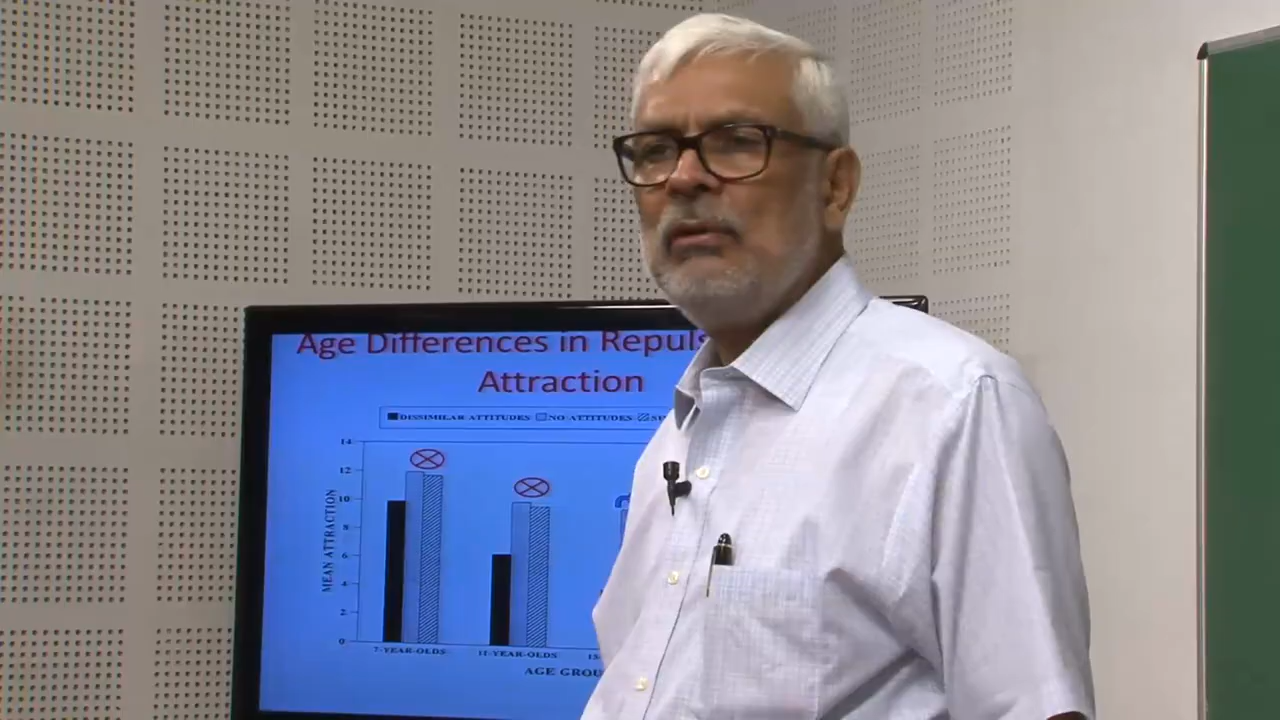 Age Differences in Repuls
Attraction
DISSIMILAR ATTITUDES NO-ATTITUDES
14
12
10
8
6
4
2
0
MEAN ATTRACTION
7-YEAR-OLDS 11-YEAR-OLDS
AGE GROU